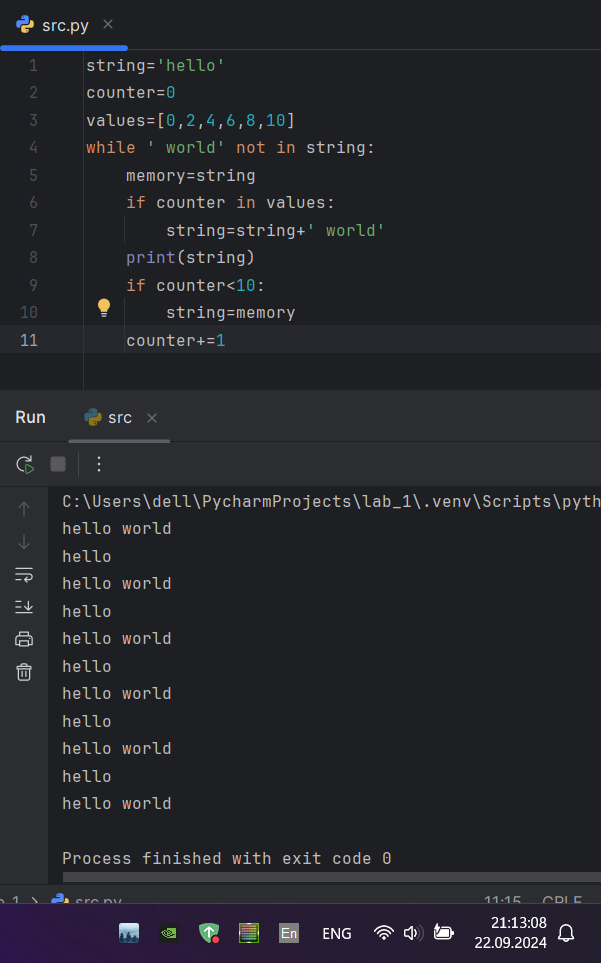 src.py
1 string='hello'
2 counter=0
3 values=[0,2,4,6,8,10]
4 while ' world' not in string:
5     memory=string
6     if counter in values:
7         string=string+' world'
8     print(string)
9     if counter<10:
10         string=memory
11     counter+=1
Run src
C:\Users\dell\PycharmProjects\lab_1\.venv\Scripts\pyth
hello world
hello
hello world
hello
hello world
hello
hello world
hello
hello world
hello
hello world
Process finished with exit code 0
src.py 11:15 CRLF
En ENG 21:13:08
22.09.2024